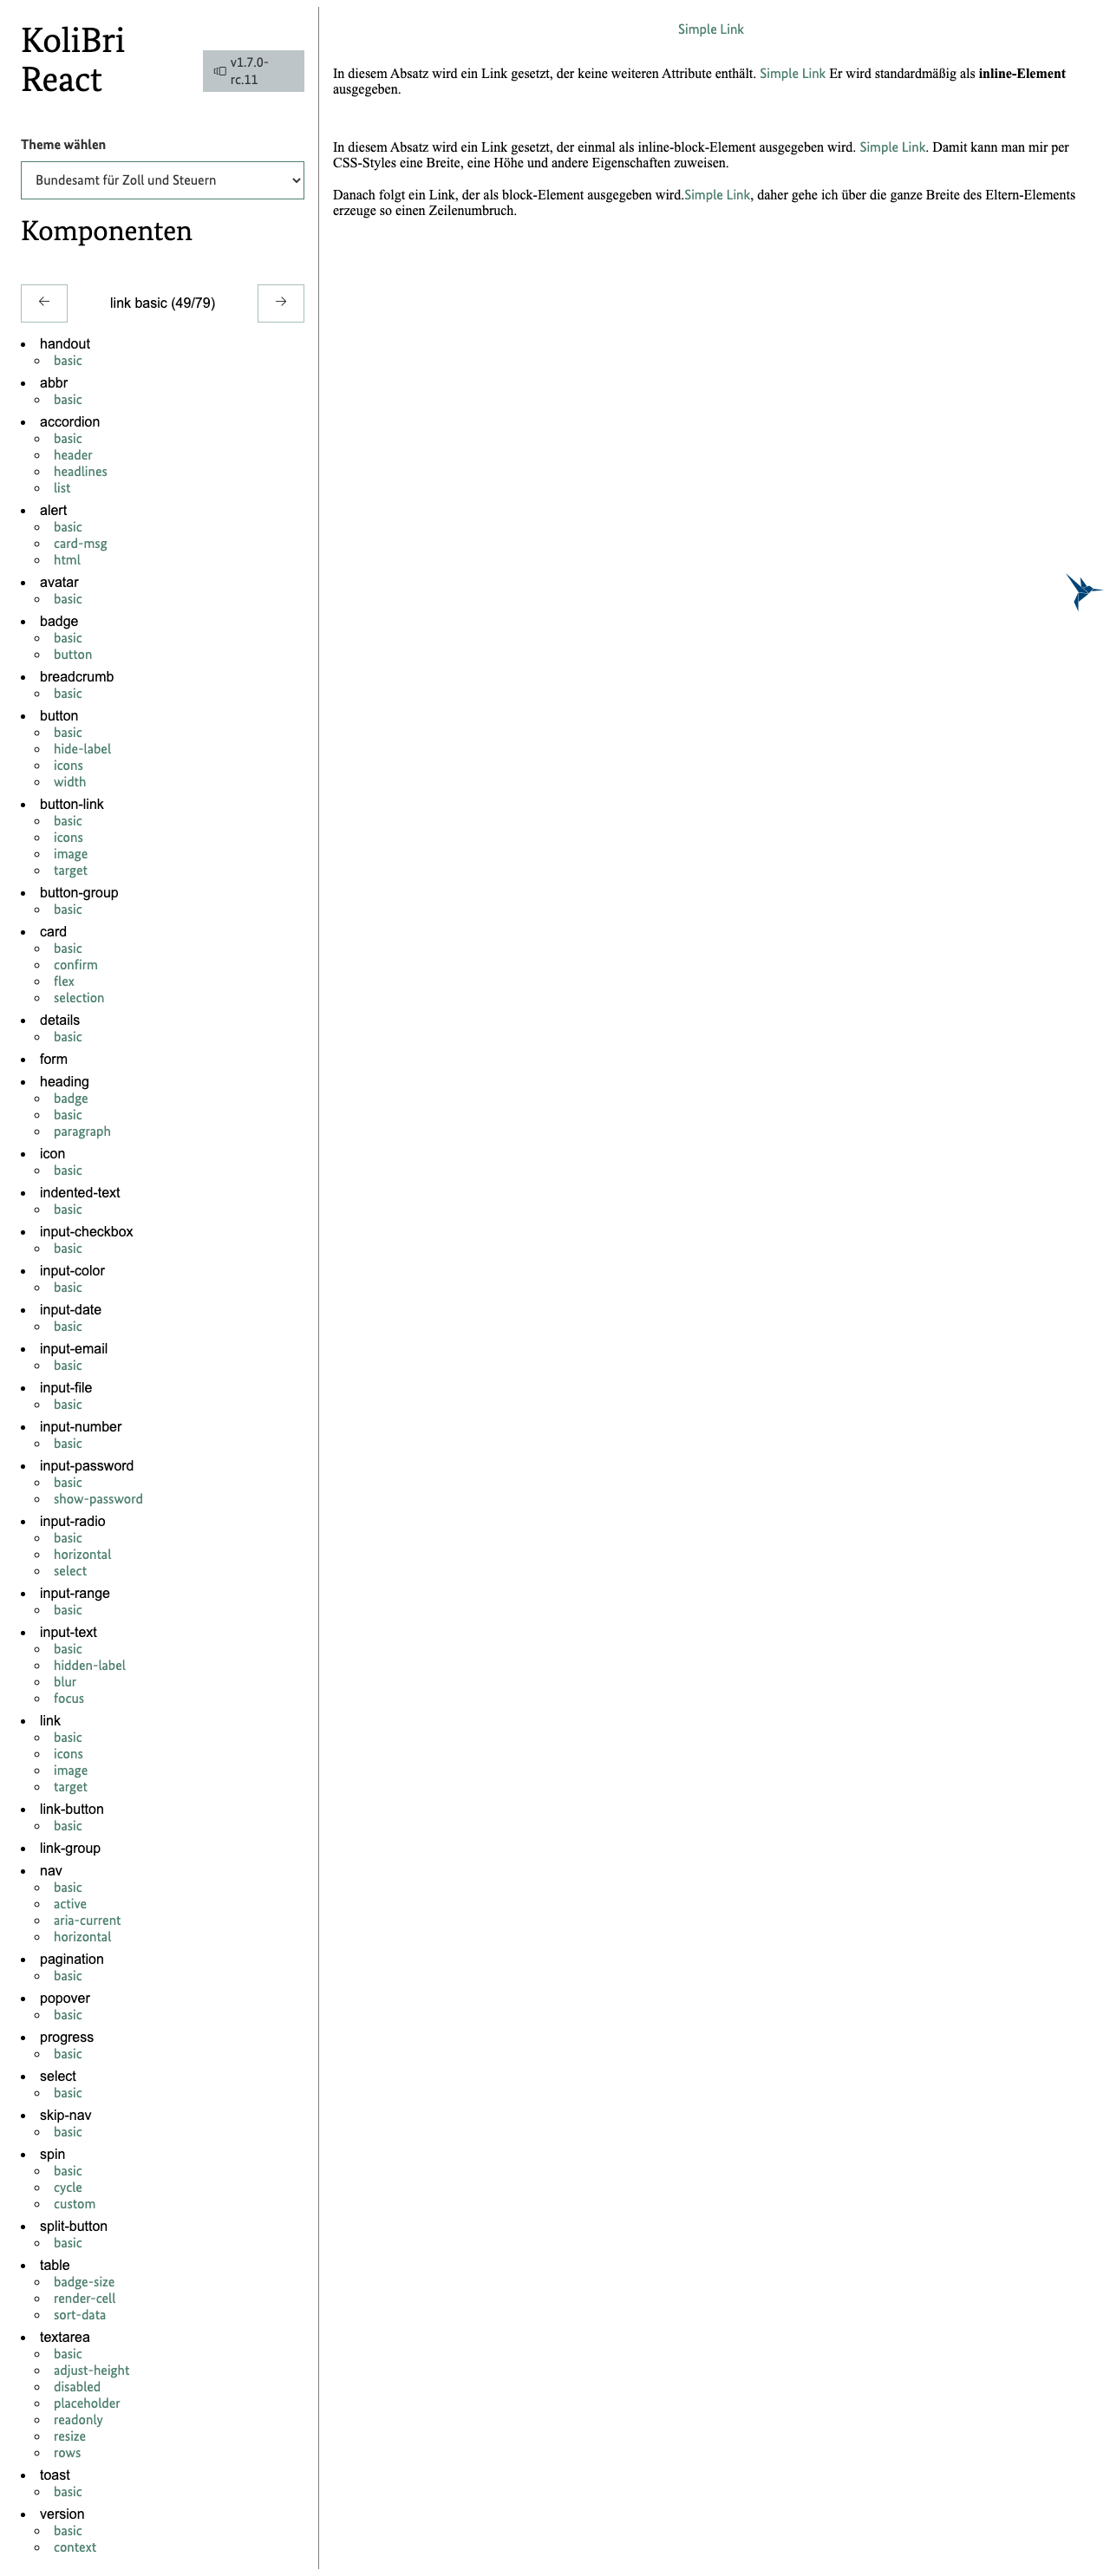 KoliBri
React
v1.7.0-
rc.11
Theme wählen
Bundesamt für Zoll und Steuern
Komponenten
← link basic (49/79) →
handout
basic
abbr
basic
accordion
basic
header
headlines
list
alert
basic
card-msg
html
avatar
basic
badge
basic
button
breadcrumb
basic
button
basic
hide-label
icons
width
button-link
basic
icons
image
target
button-group
basic
card
basic
confirm
flex
selection
details
basic
form
heading
badge
basic
paragraph
icon
basic
indented-text
basic
input-checkbox
basic
input-color
basic
input-date
basic
input-email
basic
input-file
basic
input-number
basic
input-password
basic
show-password
input-radio
basic
horizontal
select
input-range
basic
input-text
basic
hidden-label
blur
focus
link
basic
icons
image
target
link-button
basic
link-group
nav
basic
active
aria-current
horizontal
pagination
basic
popover
basic
progress
basic
select
basic
skip-nav
basic
spin
basic
cycle
custom
split-button
basic
table
badge-size
render-cell
sort-data
textarea
basic
adjust-height
disabled
placeholder
readonly
resize
rows
toast
basic
version
basic
context
Simple Link
In diesem Absatz wird ein Link gesetzt, der keine weiteren Attribute enthält. Simple Link Er wird standardmäßig als inline-Element
ausgegeben.
In diesem Absatz wird ein Link gesetzt, der einmal als inline-block-Element ausgegeben wird. Simple Link. Damit kann man mir per
CSS-Styles eine Breite, eine Höhe und andere Eigenschaften zuweisen.
Danach folgt ein Link, der als block-Element ausgegeben wird.Simple Link, daher gehe ich über die ganze Breite des Eltern-Elements
erzeuge so einen Zeilenumbruch.